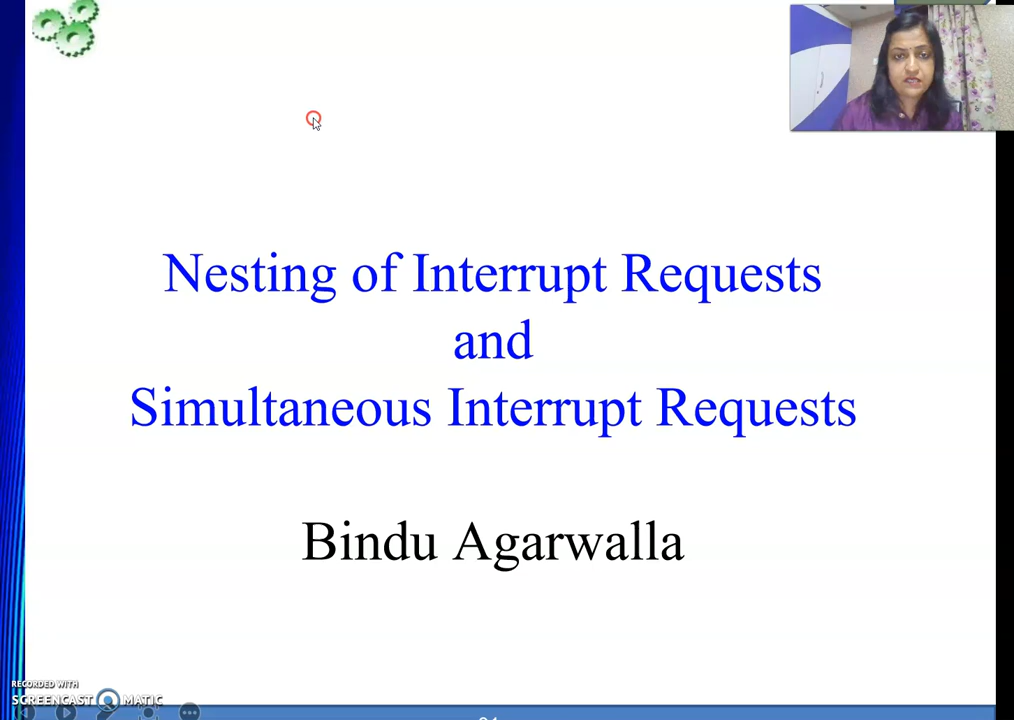 Nesting of Interrupt Requests
and
Simultaneous Interrupt Requests
Bindu Agarwalla
RECORDED WITH
SCREENCAST MATIC